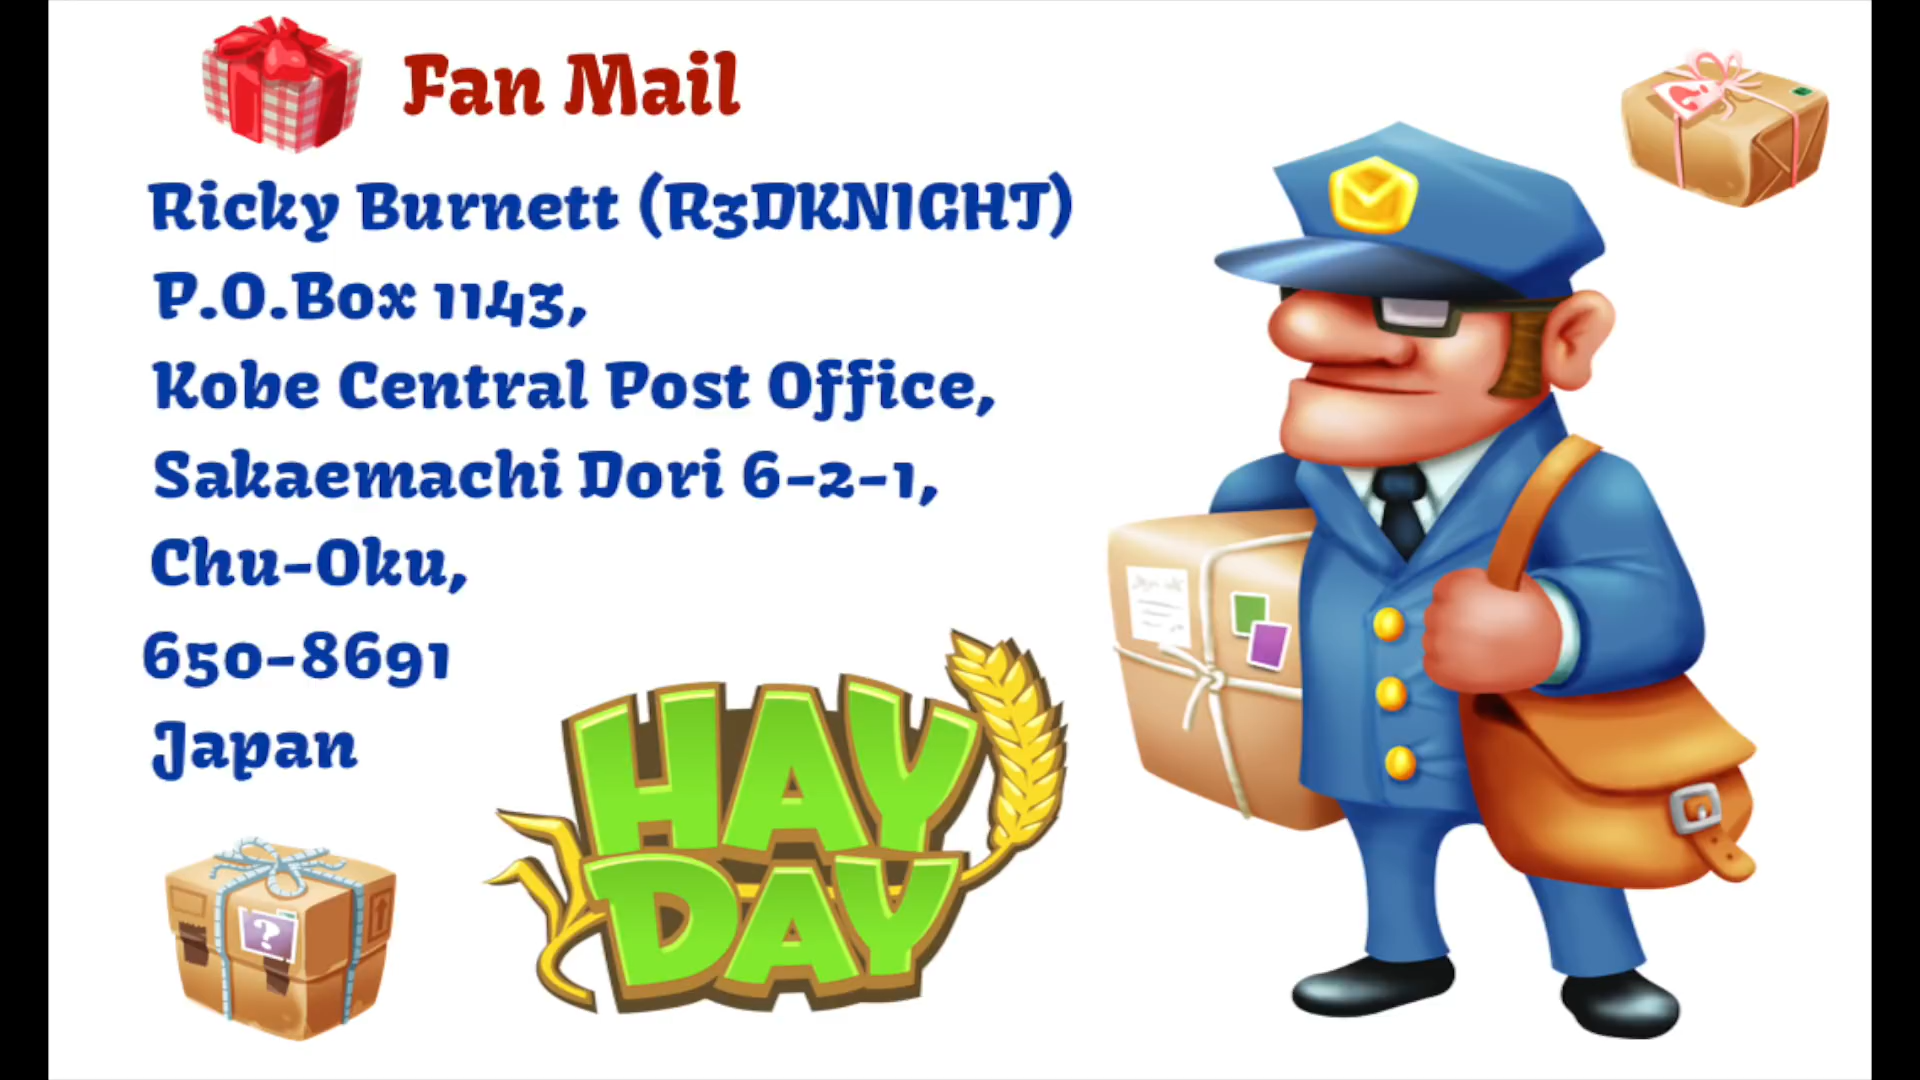 Fan Mail
Ricky Burnett (R3DKNIGHT)
P.O.Box 1143,
Kobe Central Post Office,
Sakaemachi Dori 6-2-1,
Chu-Oku,
650-8691
Japan
HAY
DAY
?